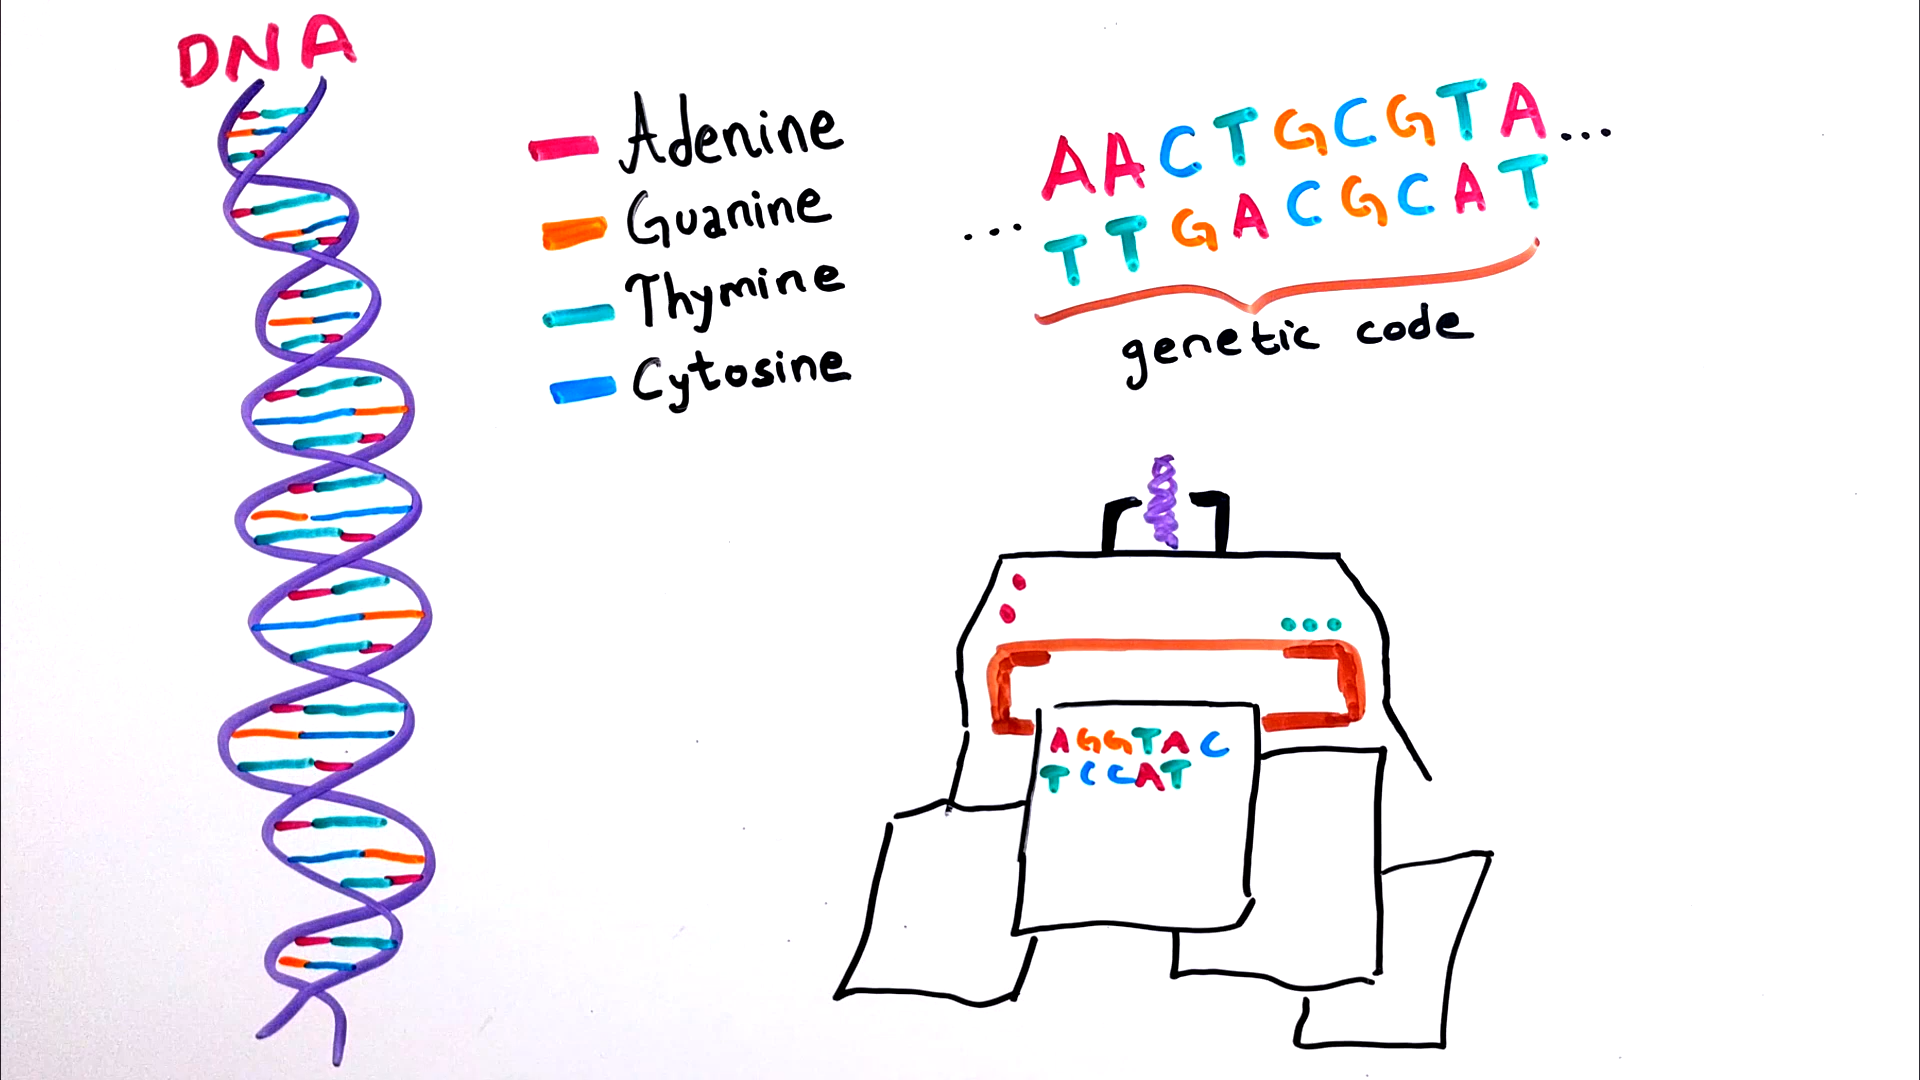 DNA
Adenine
Guanine
Thymine
Cytosine
AACTGCGTA...
...TTGACGCAT
genetic code
AGGTAC
TCCAT